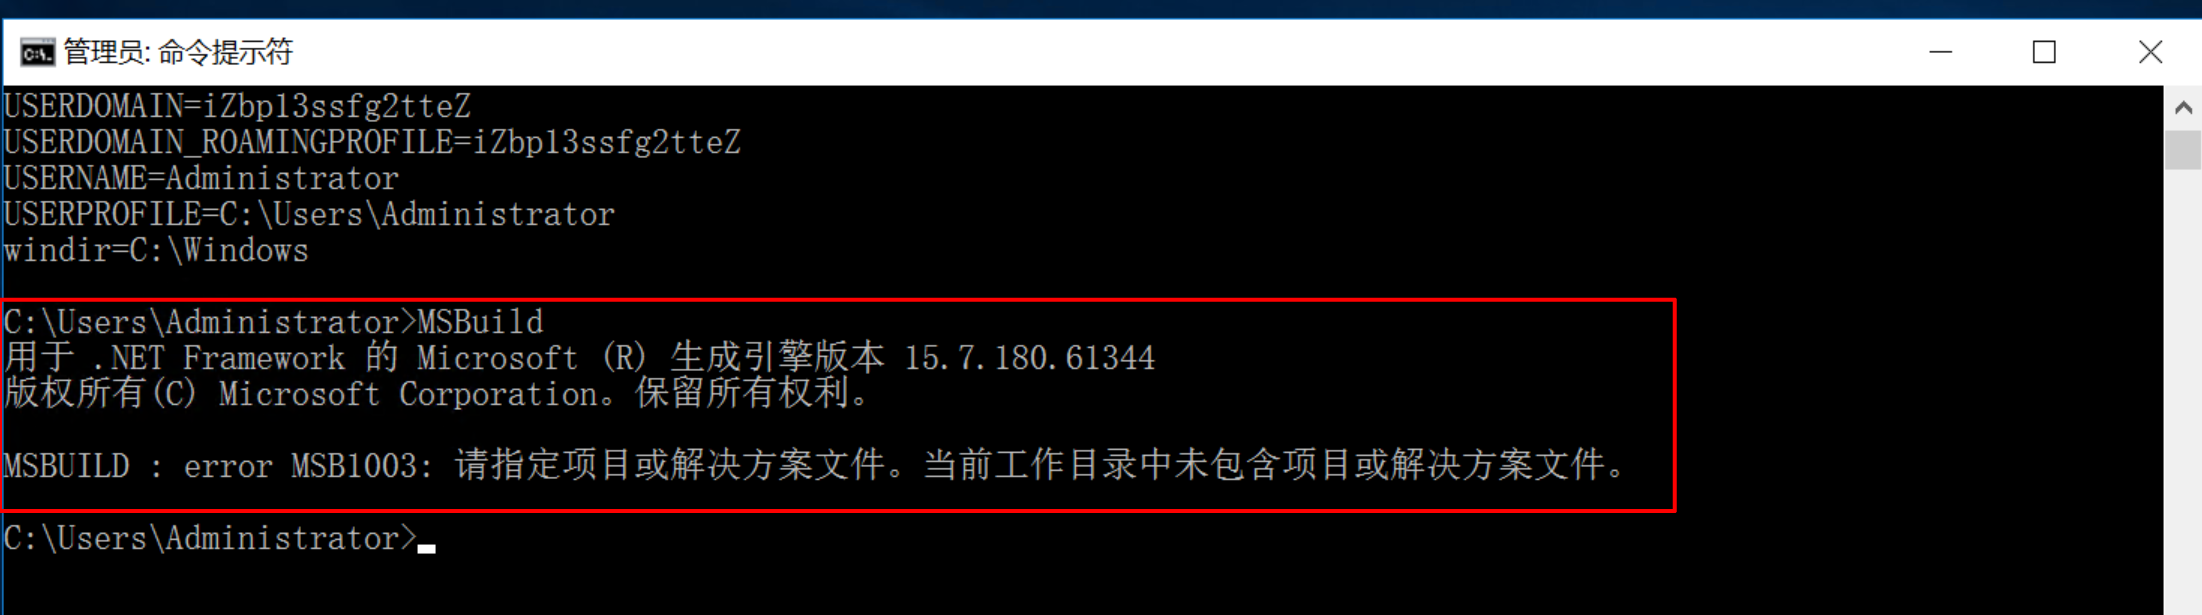 管理员: 命令提示符
USERDOMAIN=iZbp13ssfg2tteZ
USERDOMAIN_ROAMINGPROFILE=iZbp13ssfg2tteZ
USERNAME=Administrator
USERPROFILE=C:\Users\Administrator
windir=C:\Windows
C:\Users\Administrator>MSBuild
用于 .NET Framework 的 Microsoft (R) 生成引擎版本 15.7.180.61344
版权所有(C) Microsoft Corporation。保留所有权利。
MSBUILD : error MSB1003: 请指定项目或解决方案文件。当前工作目录中未包含项目或解决方案文件。
C:\Users\Administrator>